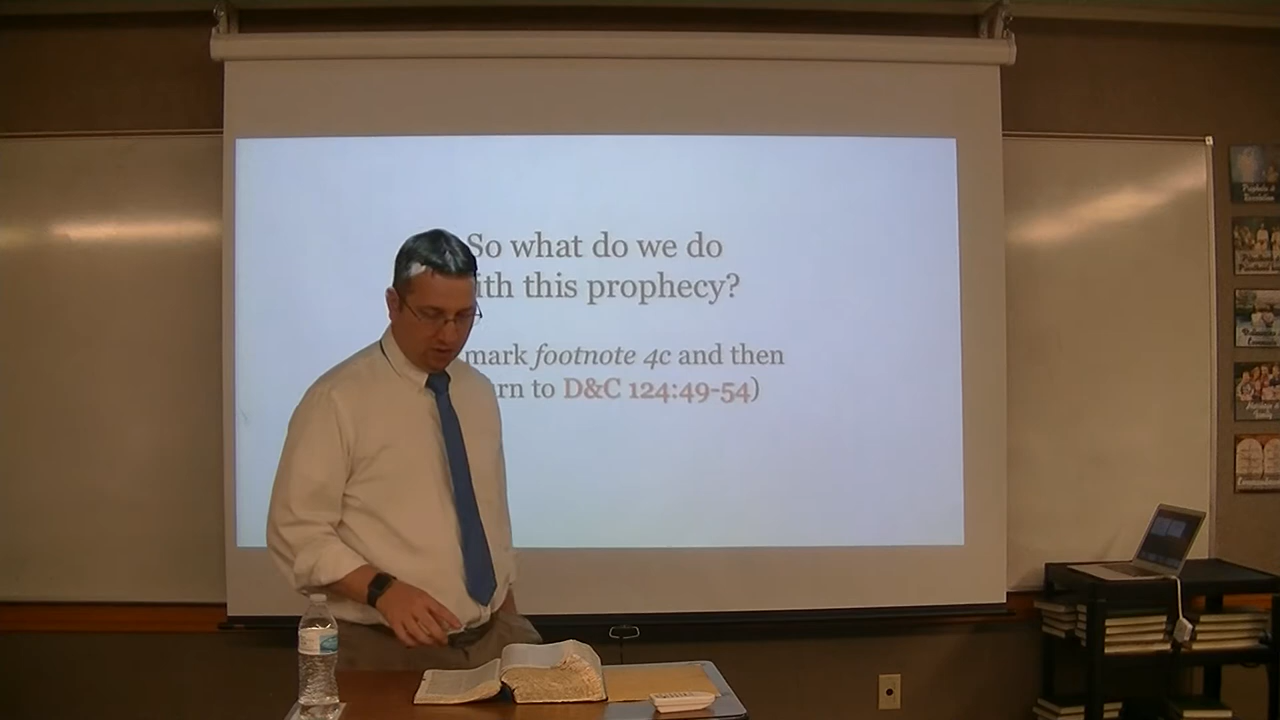 So what do we do
ith this prophecy?
mark footnote 4c and then
rn to D&C 124:49-54)